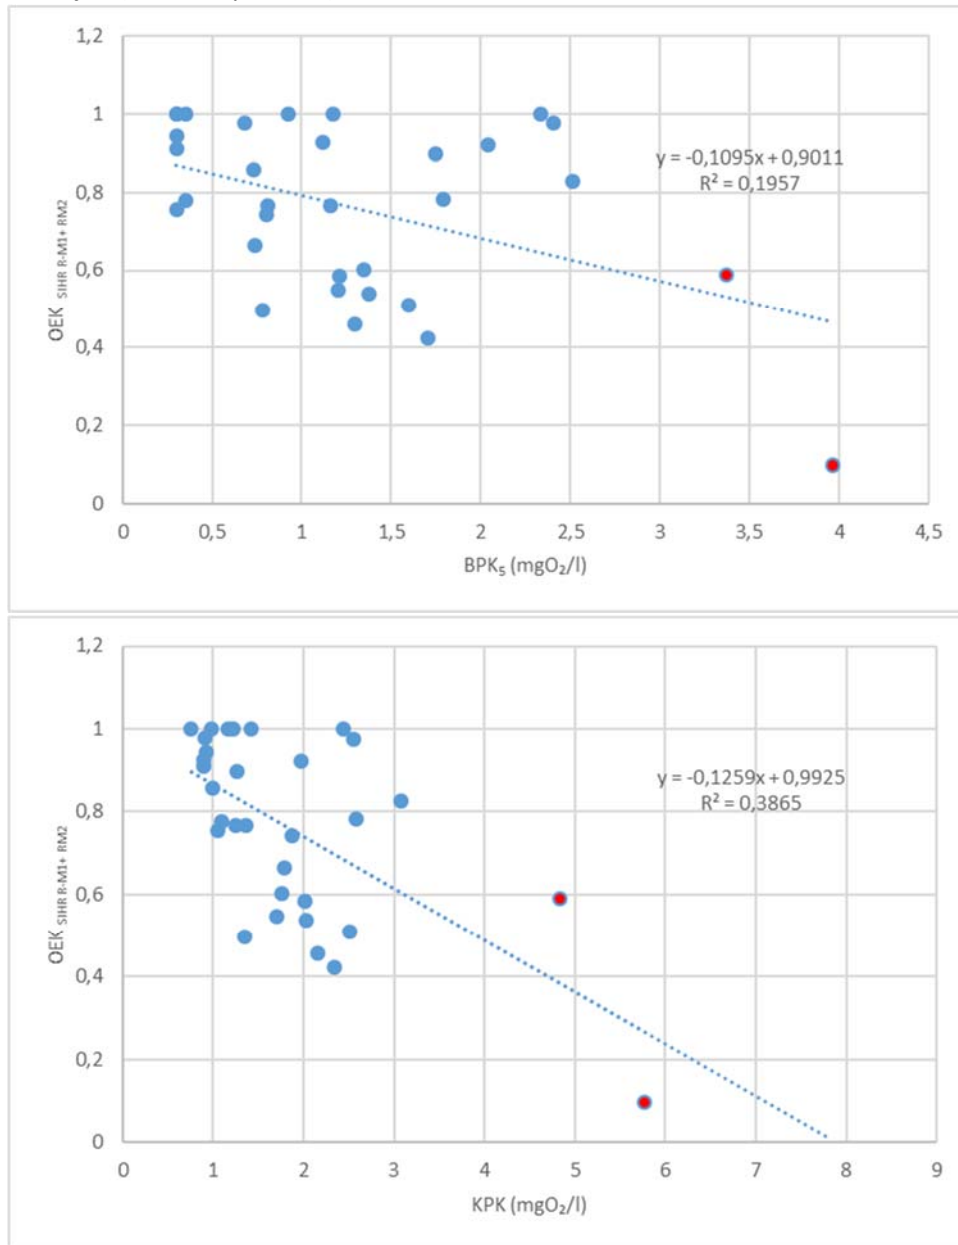 1,2
1
0,8
0,6
0,4
0,2
0
OEK SIHR R-M1+ RM2
y = -0,1095x + 0,9011
R² = 0,1957
0 0,5 1 1,5 2 2,5 3 3,5 4 4,5
BPK₅ (mgO₂/l)
1,2
1
0,8
0,6
0,4
0,2
0
OEK SIHR R-M1+ RM2
y = -0,1259x + 0,9925
R² = 0,3865
0 1 2 3 4 5 6 7 8 9
KPK (mgO₂/l)